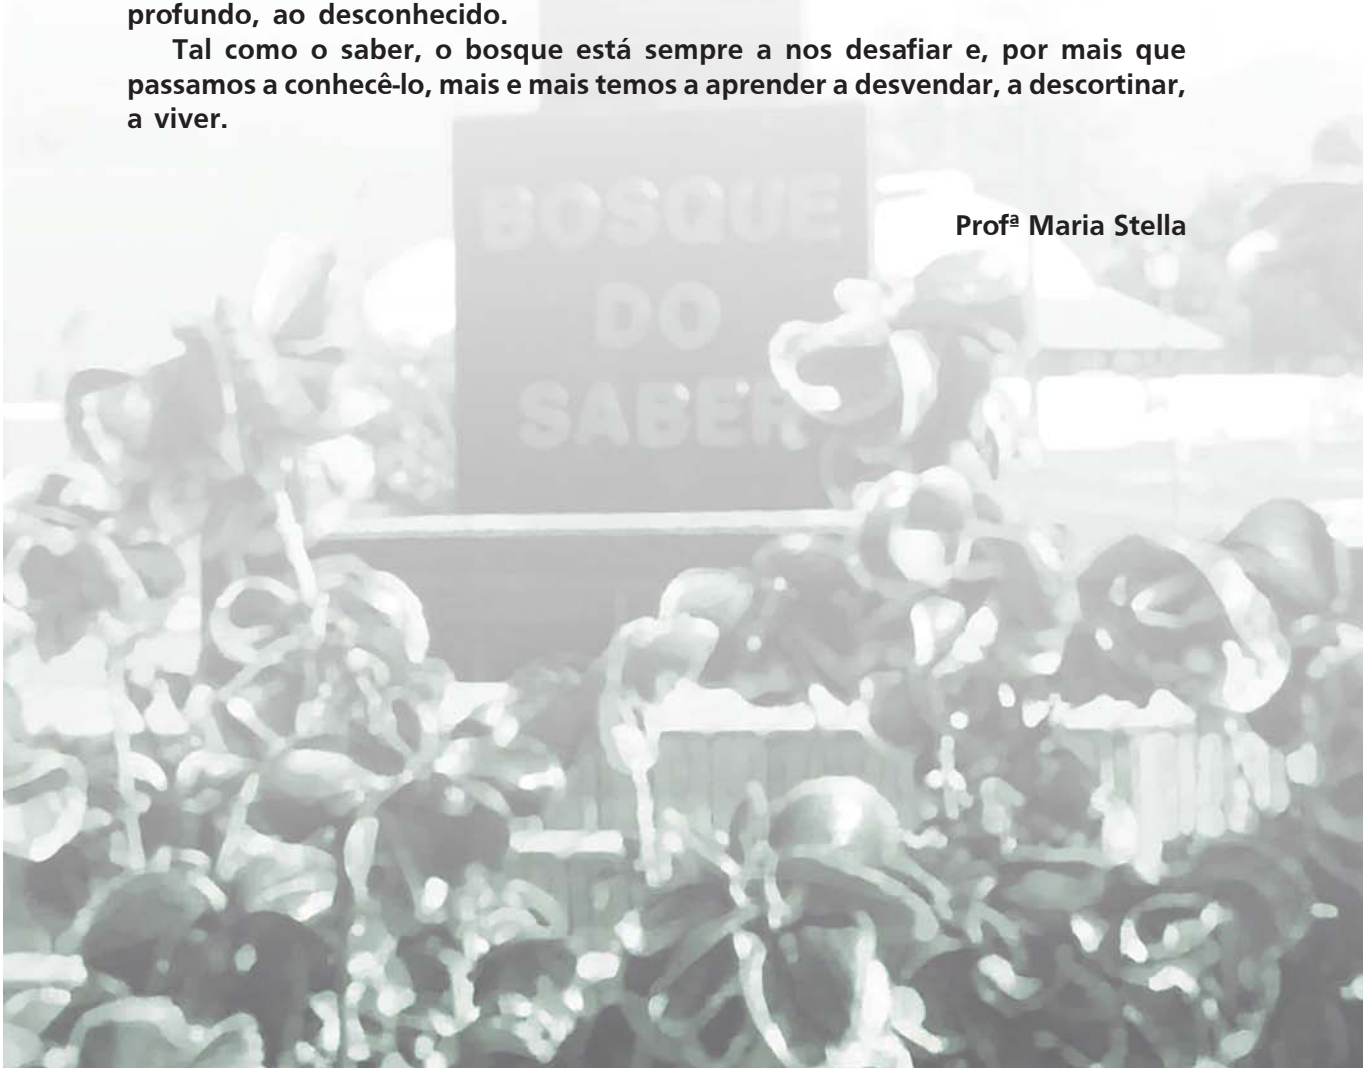 profundo, ao desconhecido.
Tal como o saber, o bosque está sempre a nos desafiar e, por mais que
passamos a conhecê-lo, mais e mais temos a aprender a desvendar, a descortinar,
a viver.
Profª Maria Stella
BOSQUE
DO
SABER